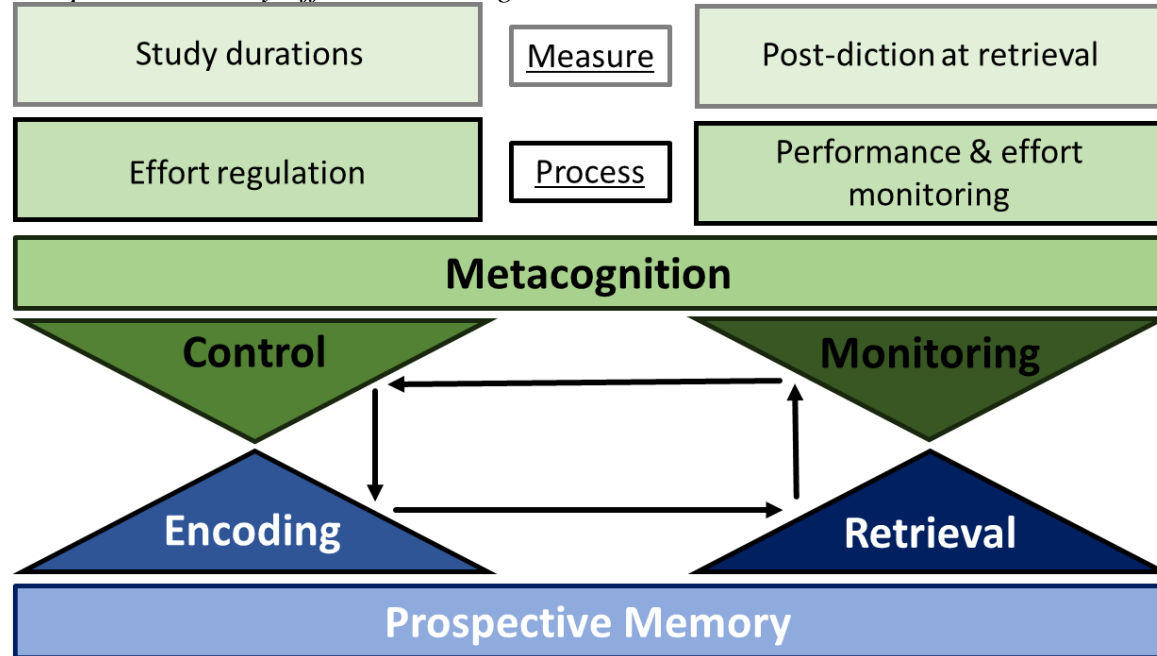 Study durations
Measure
Post-diction at retrieval
Effort regulation
Process
Performance & effort
monitoring
Metacognition
Control
Monitoring
Encoding
Retrieval
Prospective Memory